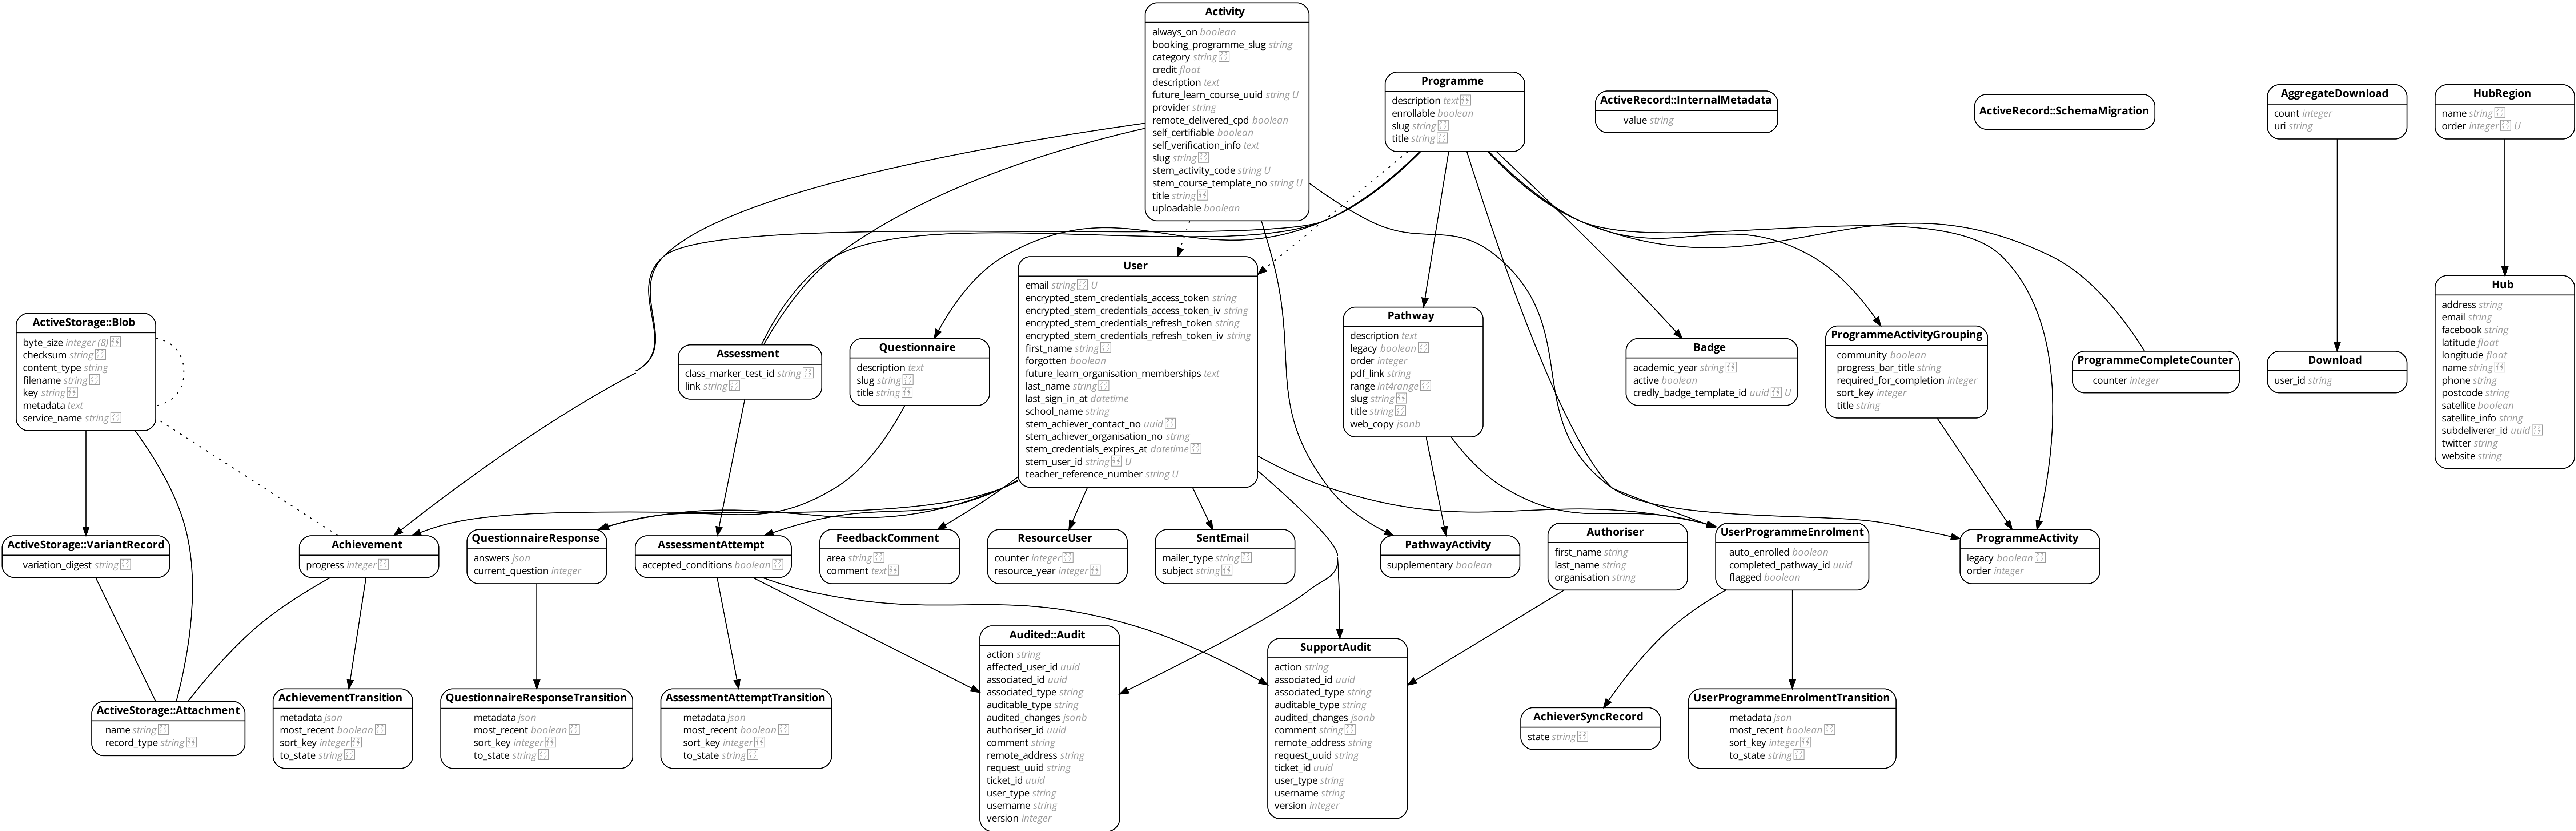 Activity
always_on boolean
booking_programme_slug string
category string
credit float
description text
future_learn_course_uuid string U
provider string
remote_delivered_cpd boolean
self_certifiable boolean
self_verification_info text
slug string
stem_activity_code string U
stem_course_template_no string U
title string
uploadable boolean
Programme
description text
enrollable boolean
slug string
title string
ActiveRecord::InternalMetadata
value string
ActiveRecord::SchemaMigration
AggregateDownload
count integer
uri string
HubRegion
name string
order integer U
ActiveStorage::Blob
byte_size integer (8)
checksum string
content_type string
filename string
key string
metadata text
service_name string
Assessment
class_marker_test_id string
link string
Questionnaire
description text
slug string
title string
User
email string U
encrypted_stem_credentials_access_token string
encrypted_stem_credentials_access_token_iv string
encrypted_stem_credentials_refresh_token string
encrypted_stem_credentials_refresh_token_iv string
first_name string
forgotten boolean
future_learn_organisation_memberships text
last_name string
last_sign_in_at datetime
school_name string
stem_achiever_contact_no uuid
stem_achiever_organisation_no string
stem_credentials_expires_at datetime
stem_user_id string U
teacher_reference_number string U
Pathway
description text
legacy boolean
order integer
pdf_link string
range int4range
slug string
title string
web_copy jsonb
Badge
academic_year string
active boolean
credly_badge_template_id uuid U
ProgrammeActivityGrouping
community boolean
progress_bar_title string
required_for_completion integer
sort_key integer
title string
ProgrammeCompleteCounter
counter integer
Download
user_id string
Hub
address string
email string
facebook string
latitude float
longitude float
name string
phone string
postcode string
satellite boolean
satellite_info string
subdeliverer_id uuid
twitter string
website string
ActiveStorage::VariantRecord
variation_digest string
Achievement
progress integer
QuestionnaireResponse
answers json
current_question integer
AssessmentAttempt
accepted_conditions boolean
FeedbackComment
area string
comment text
ResourceUser
counter integer
resource_year integer
SentEmail
mailer_type string
subject string
PathwayActivity
supplementary boolean
Authoriser
first_name string
last_name string
organisation string
UserProgrammeEnrolment
auto_enrolled boolean
completed_pathway_id uuid
flagged boolean
ProgrammeActivity
legacy boolean
order integer
ActiveStorage::Attachment
name string
record_type string
AchievementTransition
metadata json
most_recent boolean
sort_key integer
to_state string
QuestionnaireResponseTransition
metadata json
most_recent boolean
sort_key integer
to_state string
AssessmentAttemptTransition
metadata json
most_recent boolean
sort_key integer
to_state string
Audited::Audit
action string
affected_user_id uuid
associated_id uuid
associated_type string
auditable_type string
audited_changes jsonb
authoriser_id uuid
comment string
remote_address string
request_uuid string
ticket_id uuid
user_type string
username string
version integer
SupportAudit
action string
associated_id uuid
associated_type string
auditable_type string
audited_changes jsonb
comment string
remote_address string
request_uuid string
ticket_id uuid
user_type string
username string
version integer
AchieverSyncRecord
state string
UserProgrammeEnrolmentTransition
metadata json
most_recent boolean
sort_key integer
to_state string